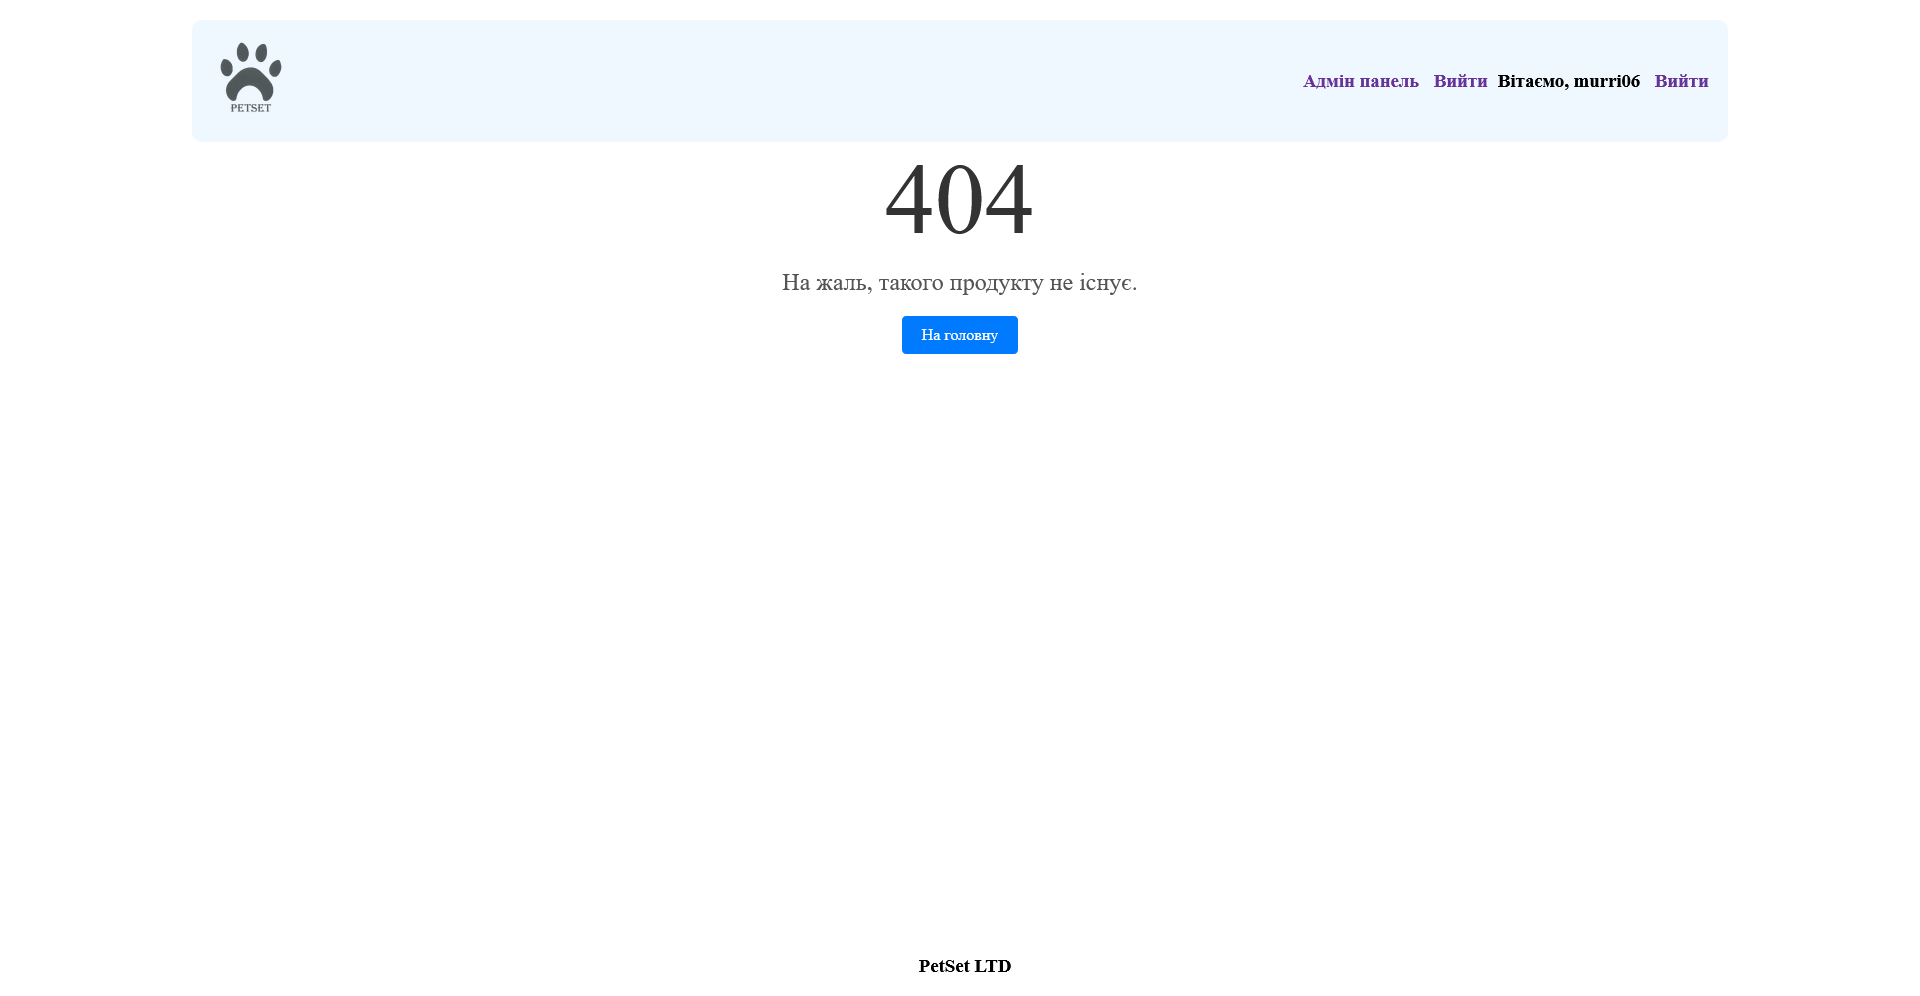 PETSET
Адмін панель Вийти Вітаємо, murri06 Вийти
404
На жаль, такого продукту не існує.
На головну
PetSet LTD